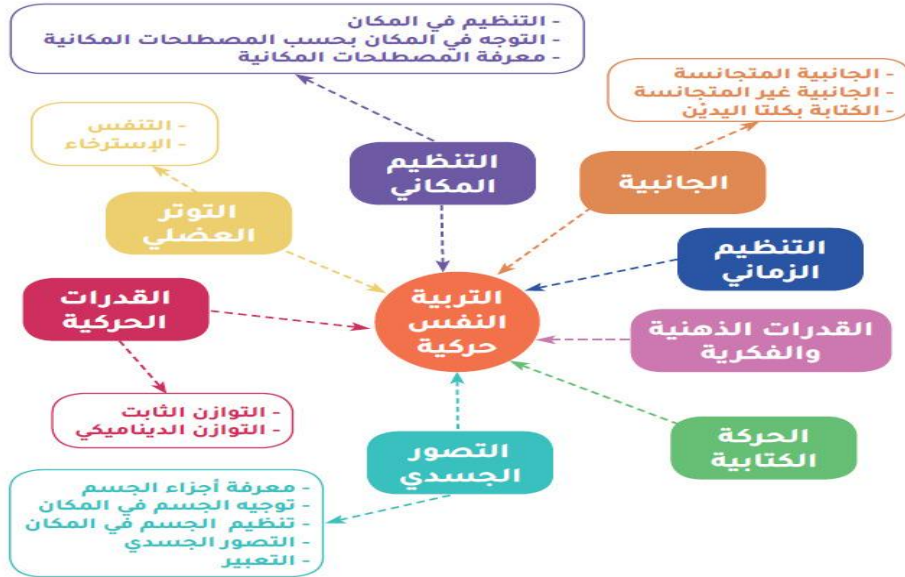 - التنظيم في المكان
- التوجه في المكان بحسب المصطلحات المكانية
- معرفة المصطلحات المكانية
- الجانبية المتجانسة
- الجانبية غير المتجانسة
- الكتابة بكلتا اليديْن
- التنفس
- الإسترخاء
التنظيم
المكاني
الجانبية
التوتر
العضلي
التنظيم
الزماني
القدرات
الحركية
التربية
النفس
حركية
القدرات الذهنية
والفكرية
- التوازن الثابت
- التوازن الديناميكي
التصور
الجسدي
الحركة
الكتابية
- معرفة أجزاء الجسم
- توجيه الجسم في المكان
- تنظيم الجسم في المكان
- التصور الجسدي
- التعبير